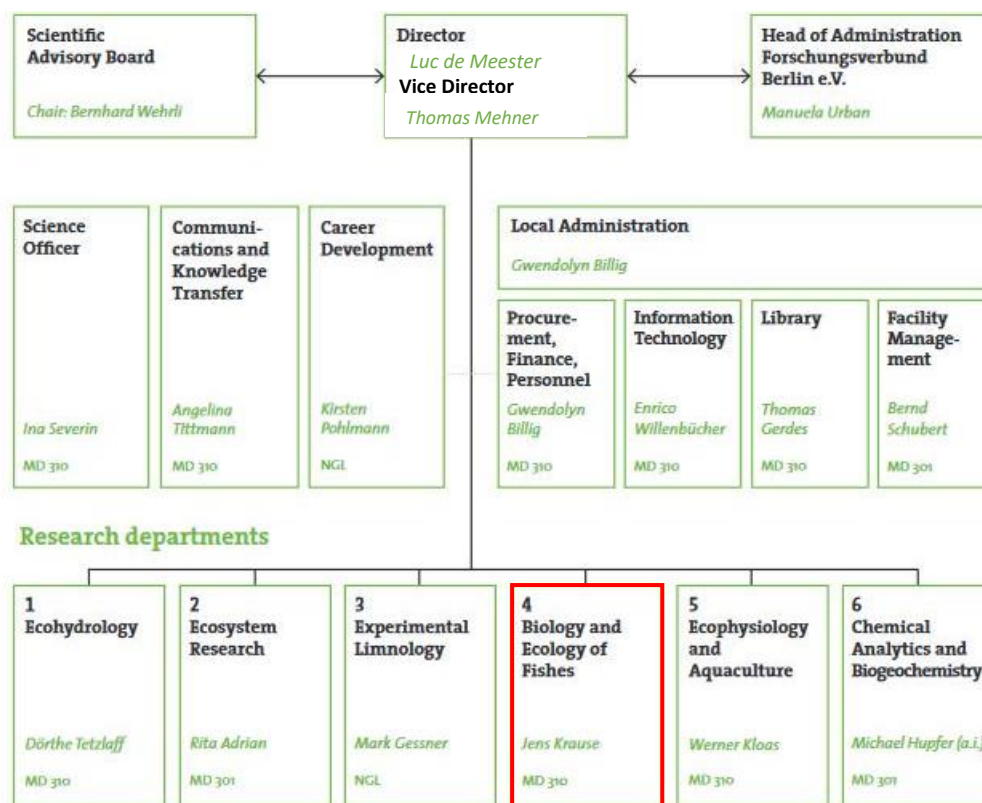 Scientific
Advisory Board
Chair: Bernhard Wehrli
Director
Luc de Meester
Vice Director
Thomas Mehner
Head of Administration
Forschungsverbund
Berlin e.V.
Manuela Urban
Science
Officer
Ina Severin
MD 310
Communi-
cations and
Knowledge
Transfer
Angelina
Tittmann
MD 310
Career
Development
Kirsten
Pohlmann
NGL
Local Administration
Gwendolyn Billig
Procure-
ment,
Finance,
Personnel
Gwendolyn
Billig
MD 310
Information
Technology
Enrico
Willenbücher
MD 310
Library
Thomas
Gerdes
MD 310
Facility
Manage-
ment
Bernd
Schubert
MD 301
Research departments
1
Ecohydrology
Dörthe Tetzlaff
MD 310
2
Ecosystem
Research
Rita Adrian
MD 301
3
Experimental
Limnology
Mark Gessner
NGL
4
Biology and
Ecology of
Fishes
Jens Krause
MD 310
5
Ecophysiology
and
Aquaculture
Werner Kloas
MD 310
6
Chemical
Analytics and
Biogeochemistry
Michael Hupfer (a.i.)
MD 301